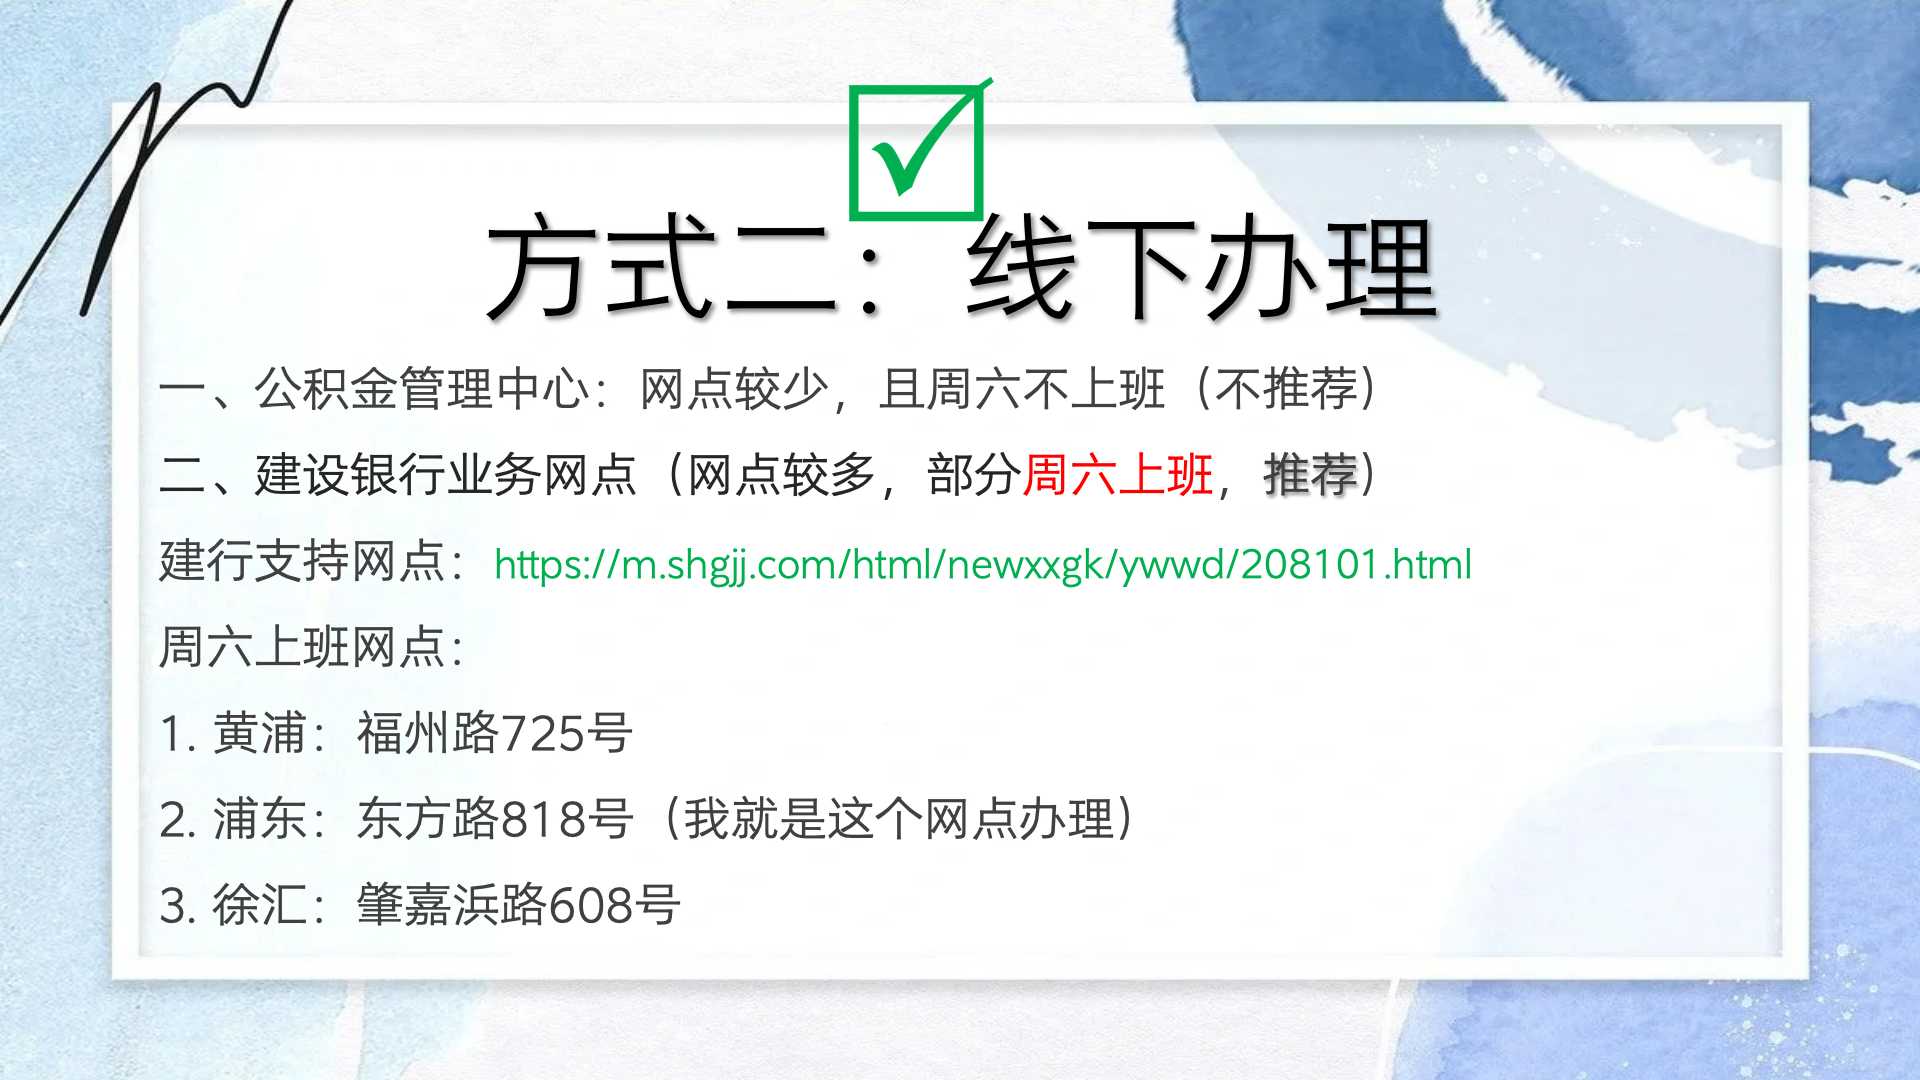 方式二：线下办理
一、公积金管理中心：网点较少，且周六不上班（不推荐）
二、建设银行业务网点（网点较多，部分周六上班，推荐）
建行支持网点：https://m.shgjj.com/html/newxxgk/ywwd/208101.html
周六上班网点：
1. 黄浦：福州路725号
2. 浦东：东方路818号（我就是这个网点办理）
3. 徐汇：肇嘉浜路608号